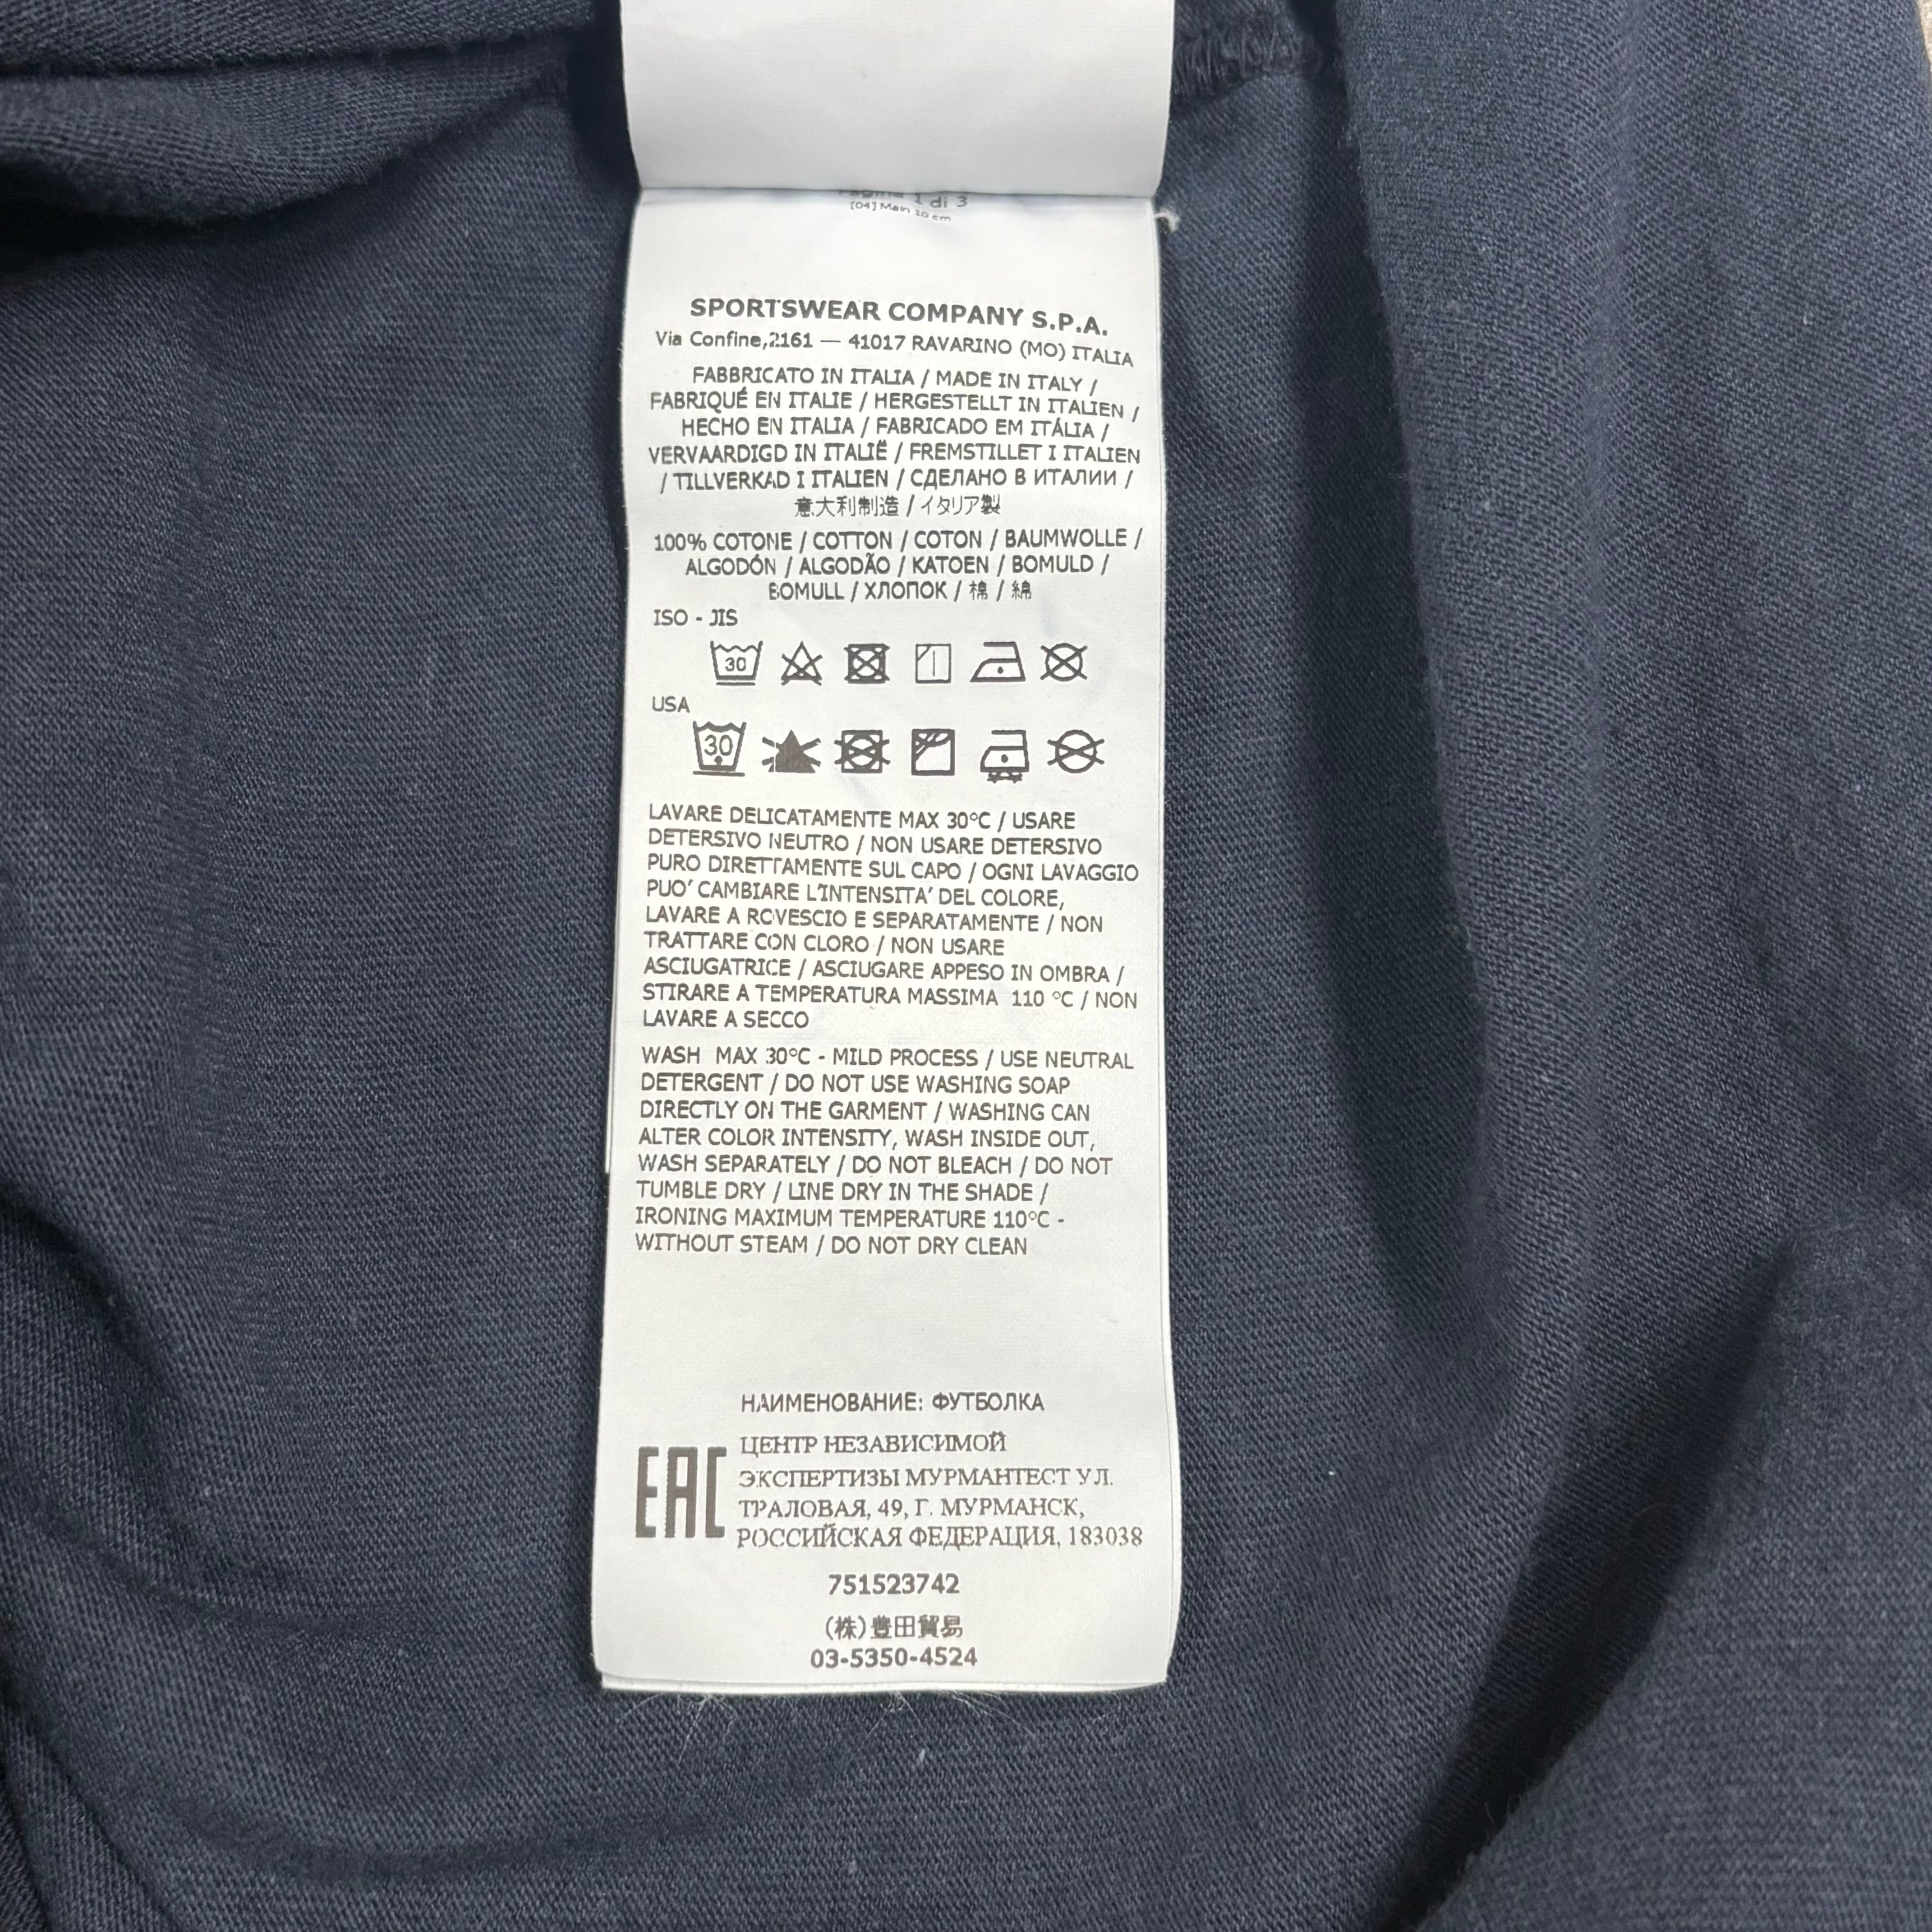 Pagina 1 di 3
[04] Main 10 cm
SPORTSWEAR COMPANY S.P.A.
Via Confine,2161 — 41017 RAVARINO (MO) ITALIA
FABBRICATO IN ITALIA / MADE IN ITALY /
FABRIQUÉ EN ITALIE / HERGESTELLT IN ITALIEN /
HECHO EN ITALIA / FABRICADO EM ITÁLIA /
VERVAARDIGD IN ITALIË / FREMSTILLET I ITALIEN
/ TILLVERKAD I ITALIEN / СДЕЛАНО В ИТАЛИИ /
意大利制造 / イタリア製
100% COTONE / COTTON / COTON / BAUMWOLLE /
ALGODÓN / ALGODÃO / KATOEN / BOMULD /
BOMULL / ХЛОПОК / 棉 / 綿
ISO - JIS
30
USA
30
LAVARE DELICATAMENTE MAX 30°C / USARE
DETERSIVO NEUTRO / NON USARE DETERSIVO
PURO DIRETTAMENTE SUL CAPO / OGNI LAVAGGIO
PUO' CAMBIARE L'INTENSITA' DEL COLORE,
LAVARE A ROVESCIO E SEPARATAMENTE / NON
TRATTARE CON CLORO / NON USARE
ASCIUGATRICE / ASCIUGARE APPESO IN OMBRA /
STIRARE A TEMPERATURA MASSIMA 110 °C / NON
LAVARE A SECCO
WASH MAX 30°C - MILD PROCESS / USE NEUTRAL
DETERGENT / DO NOT USE WASHING SOAP
DIRECTLY ON THE GARMENT / WASHING CAN
ALTER COLOR INTENSITY, WASH INSIDE OUT,
WASH SEPARATELY / DO NOT BLEACH / DO NOT
TUMBLE DRY / LINE DRY IN THE SHADE /
IRONING MAXIMUM TEMPERATURE 110°C -
WITHOUT STEAM / DO NOT DRY CLEAN
НАИМЕНОВАНИЕ: ФУТБОЛКА
EAC
ЦЕНТР НЕЗАВИСИМОЙ
ЭКСПЕРТИЗЫ МУРМАНТЕСТ УЛ.
ТРАЛОВАЯ, 49, Г. МУРМАНСК,
РОССИЙСКАЯ ФЕДЕРАЦИЯ, 183038
751523742
(株)豊田貿易
03-5350-4524